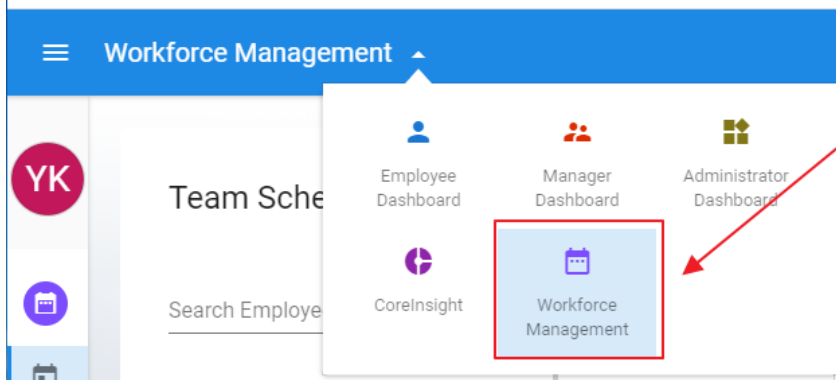 Workforce Management
YK
Team Sche
Search Employe
Employee
Dashboard
Manager
Dashboard
Administrator
Dashboard
CoreInsight
Workforce
Management